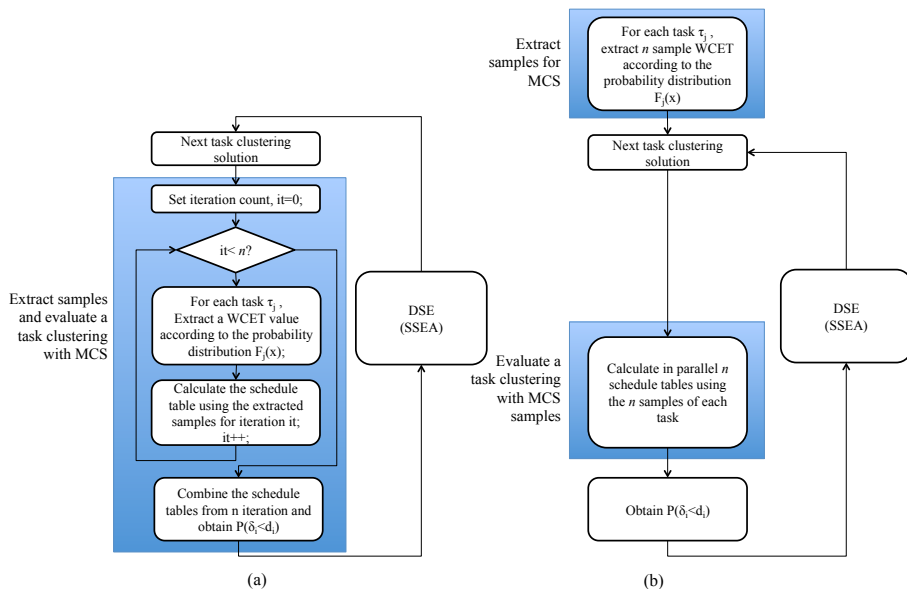 Next task clustering
solution
Set iteration count, it=0;
it< n?
Extract samples
and evaluate a
task clustering
with MCS
For each task τj ,
Extract a WCET value
according to the probability
distribution Fj(x);
Calculate the schedule
table using the extracted
samples for iteration it;
it++;
Combine the schedule
tables from n iteration and
obtain P(δi<di)
DSE
(SSEA)
(a)
Extract
samples for
MCS
For each task τj ,
extract n sample WCET
according to the
probability distribution
Fj(x)
Next task clustering
solution
Evaluate a
task clustering
with MCS
samples
Calculate in parallel n
schedule tables using
the n samples of each
task
Obtain P(δi<di)
DSE
(SSEA)
(b)